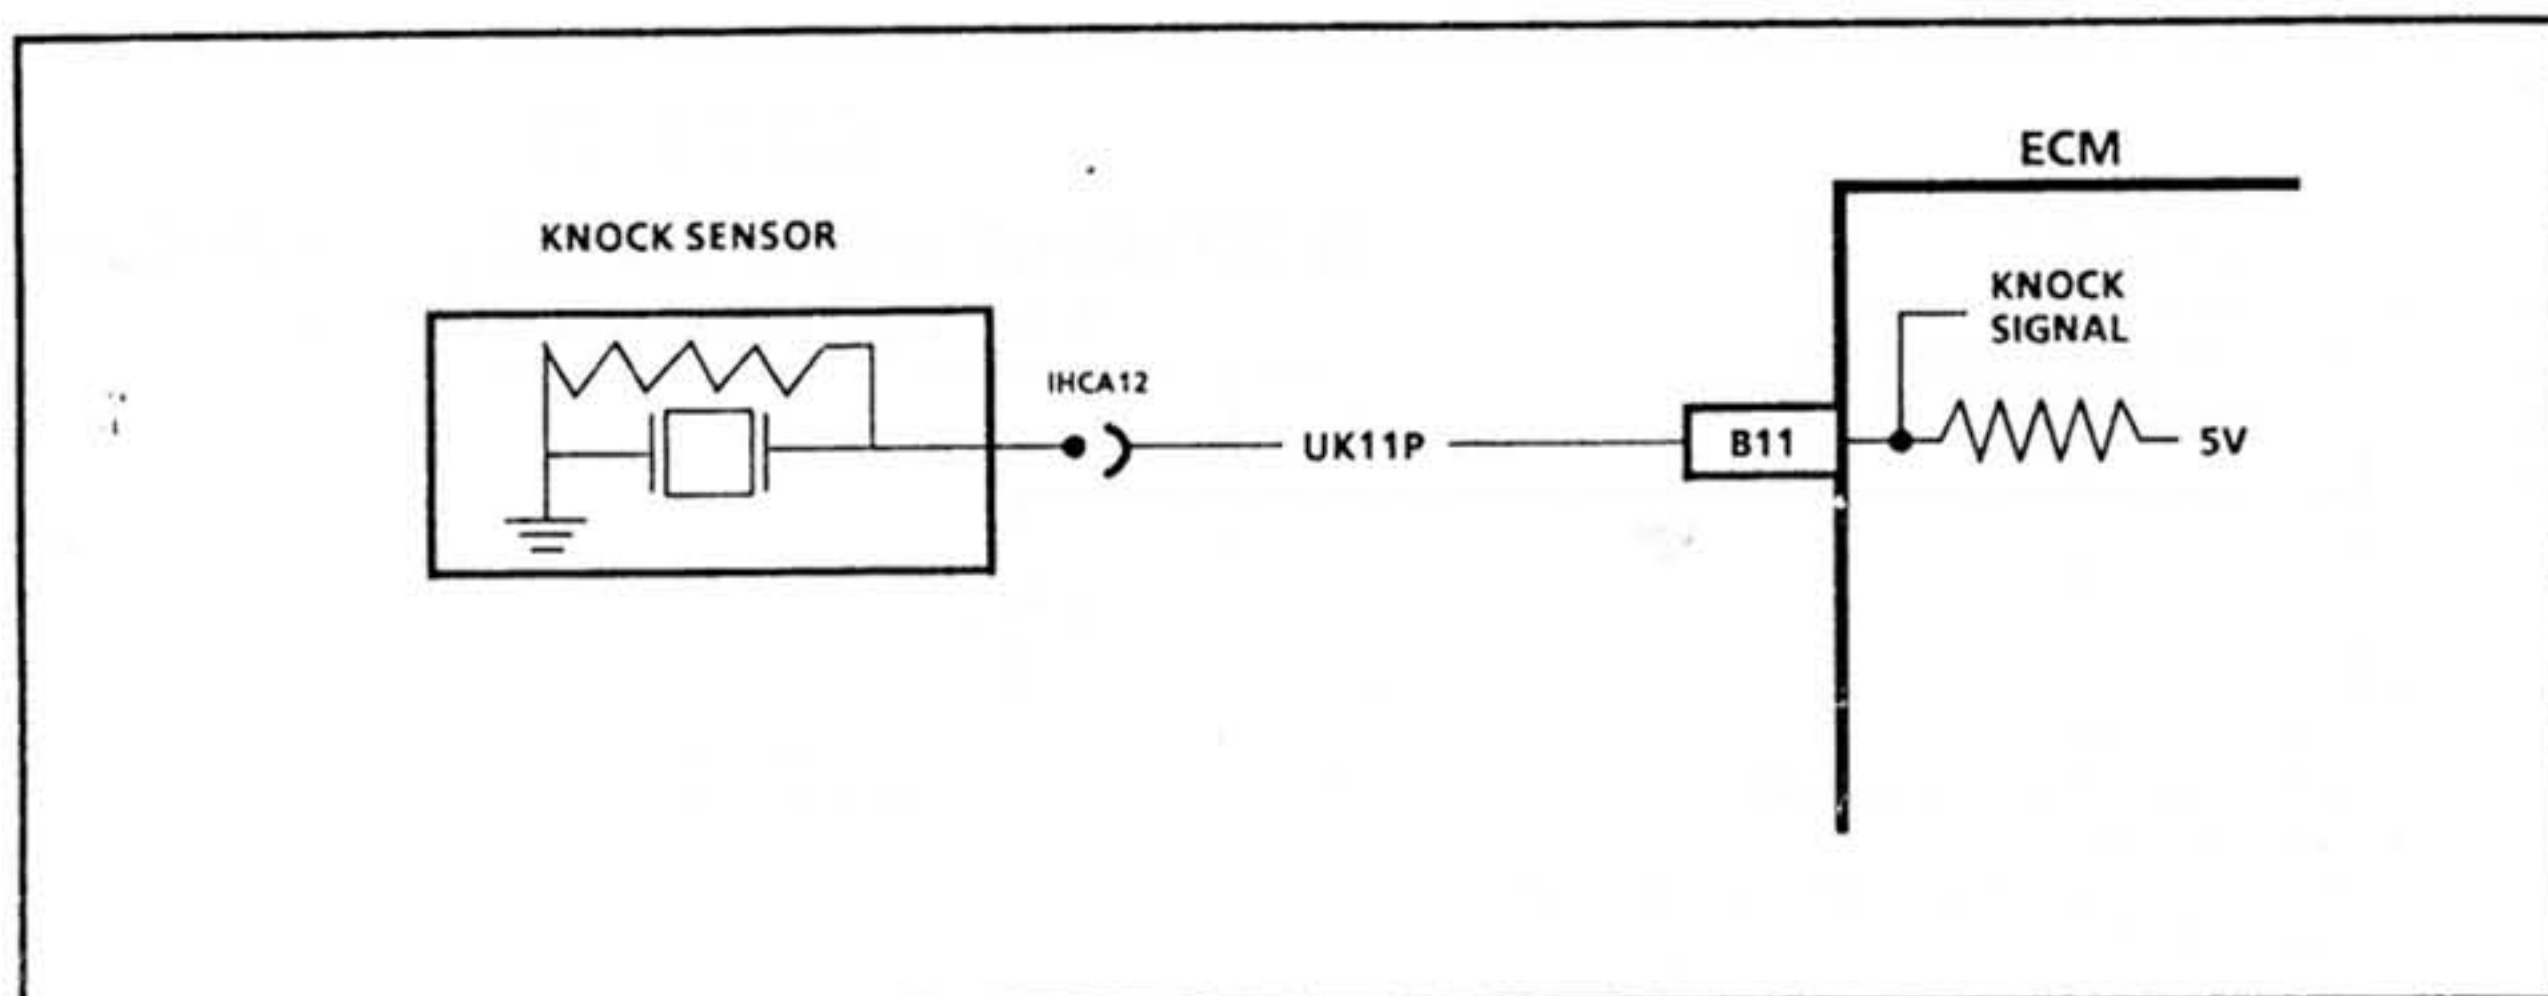 ECM
KNOCK SENSOR
KNOCK
SIGNAL
IHCA12
UK11P
B11
5V